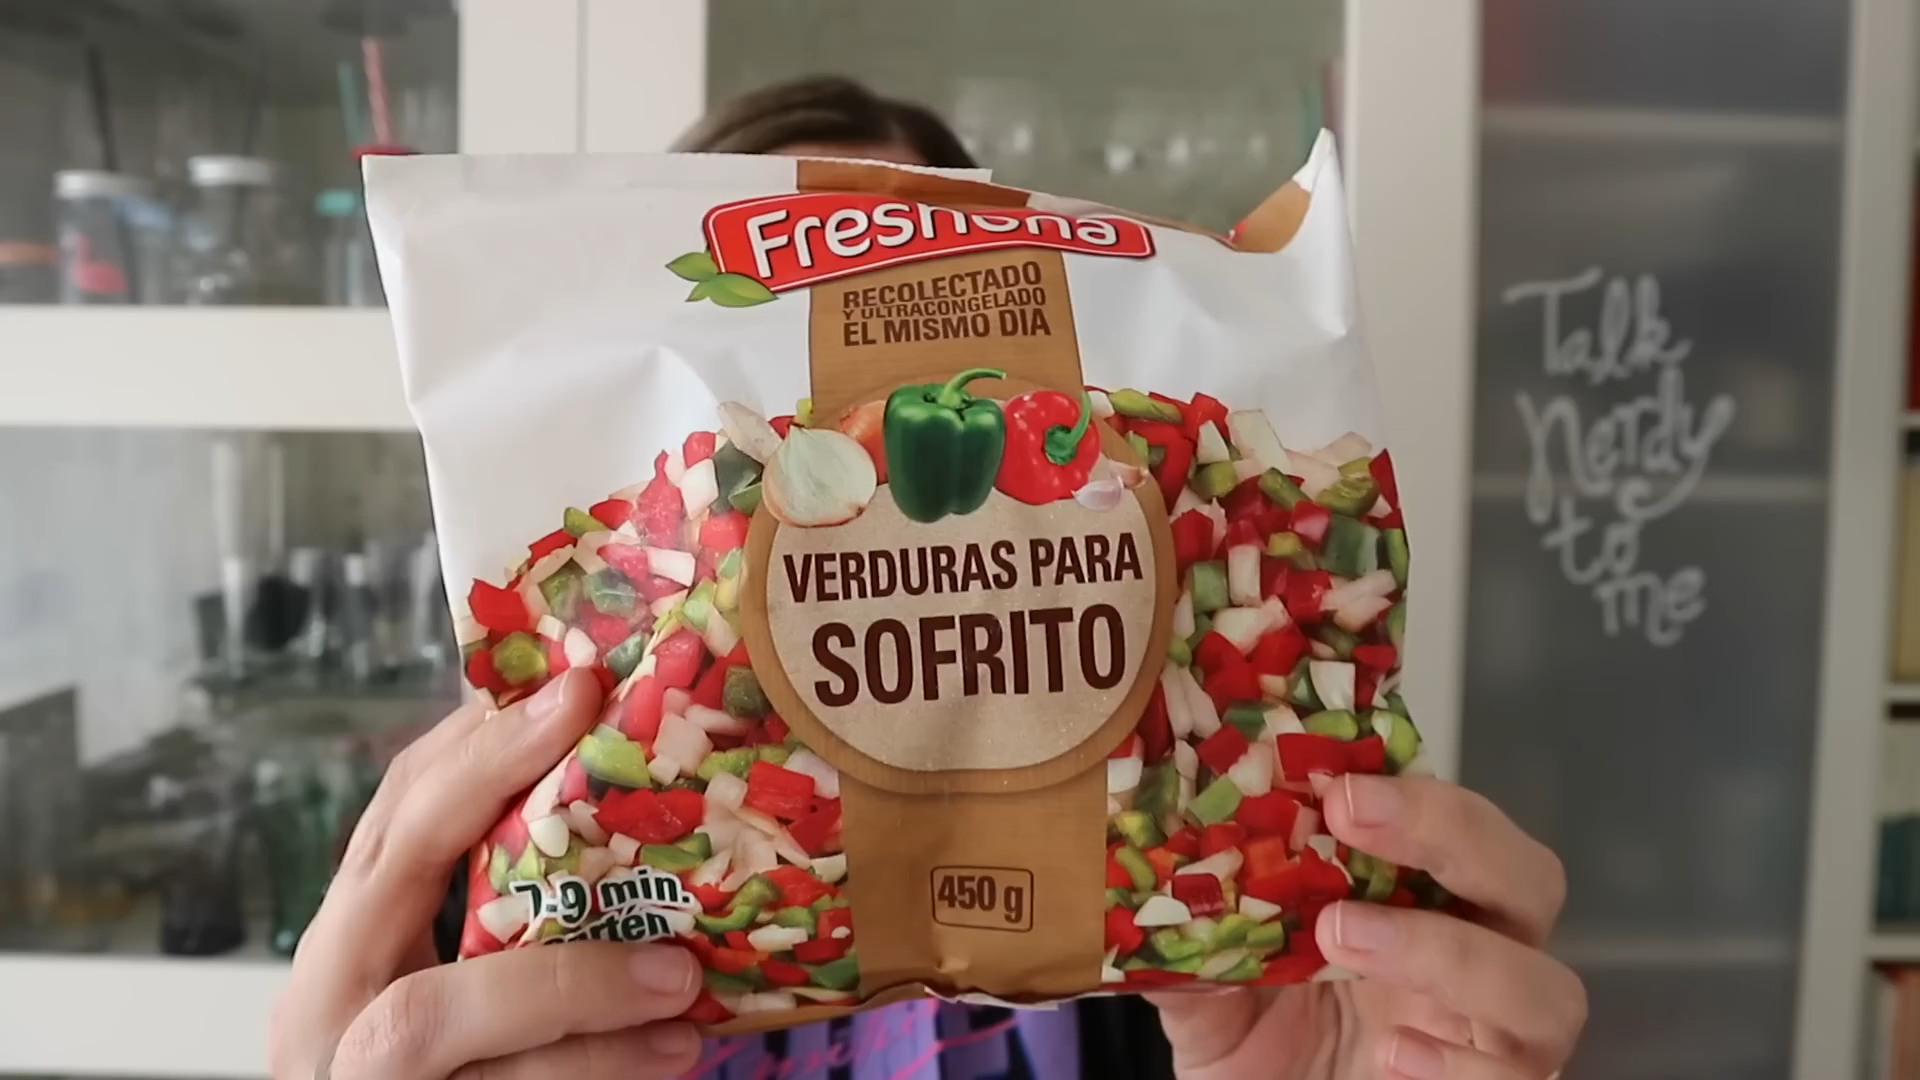 Freshona
RECOLECTADO
Y ULTRACONGELADO
EL MISMO DIA
VERDURAS PARA
SOFRITO
450 g
7-9 min.
Talk
nerdy
to
me